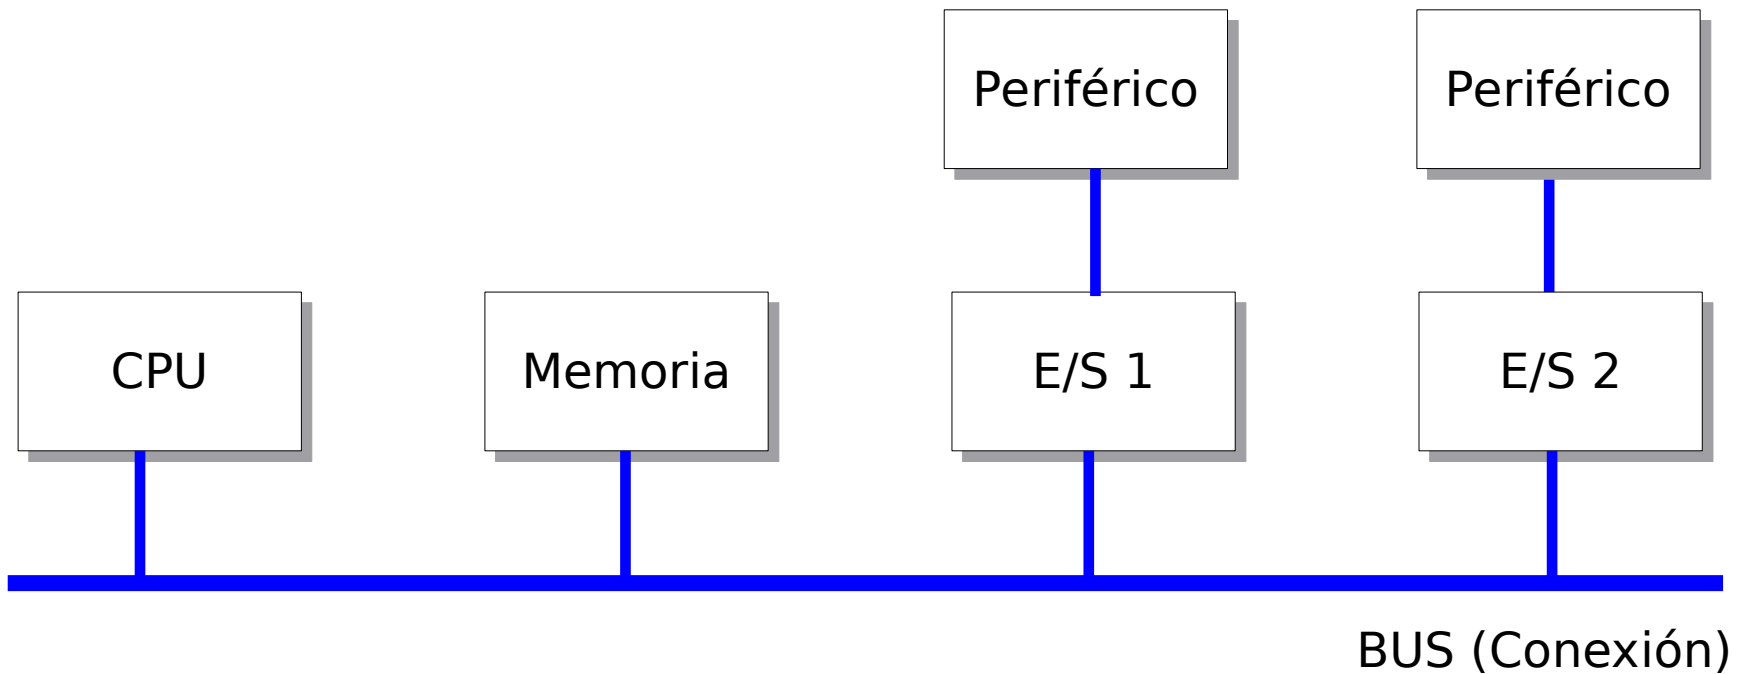 Periférico
Periférico
CPU
Memoria
E/S 1
E/S 2
BUS (Conexión)